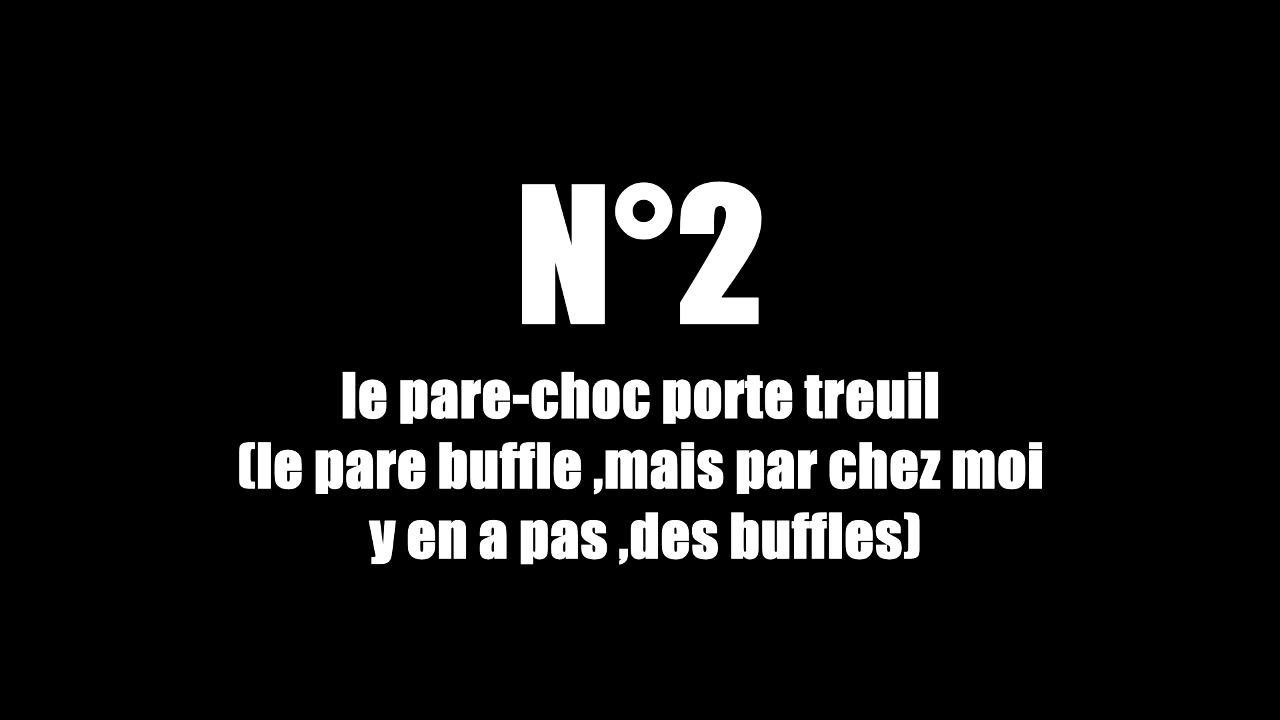 N°2
le pare-choc porte treuil
(le pare buffle ,mais par chez moi
y en a pas ,des buffles)